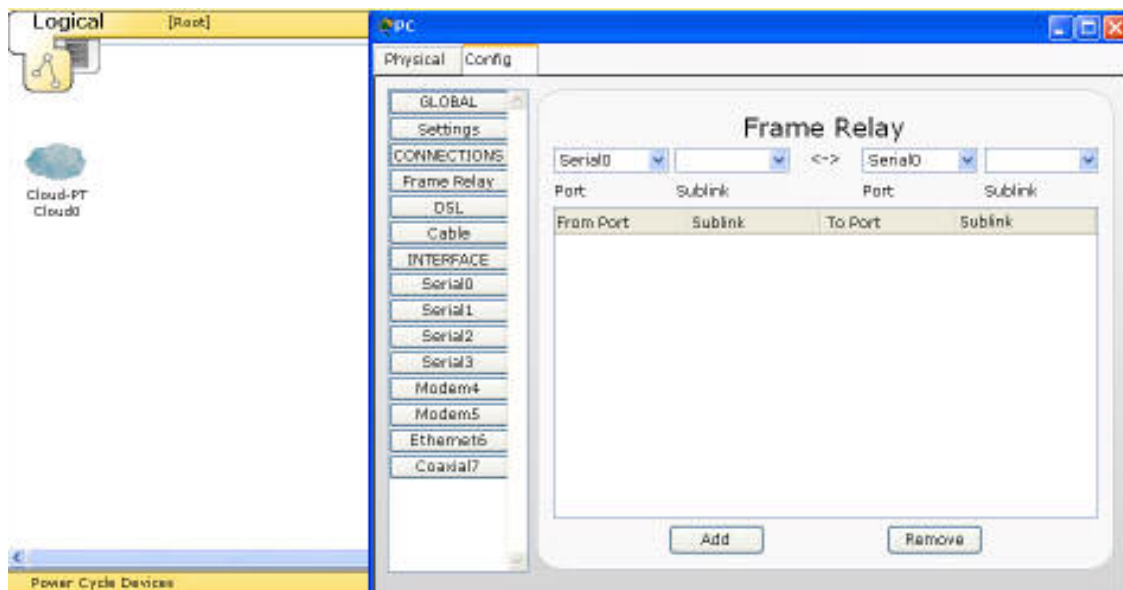 Logical [Root]
PC
Physical Config
GLOBAL
Settings
CONNECTIONS
Frame Relay
DSL
Cable
INTERFACE
Serial0
Serial1
Serial2
Serial3
Modem4
Modem5
Ethernet6
Coaxial7
Frame Relay
Serial0 <-> Serial0
Port Sublink Port Sublink
From Port Sublink To Port Sublink
Add Remove
Cloud-PT
Cloud0
Power Cycle Devices